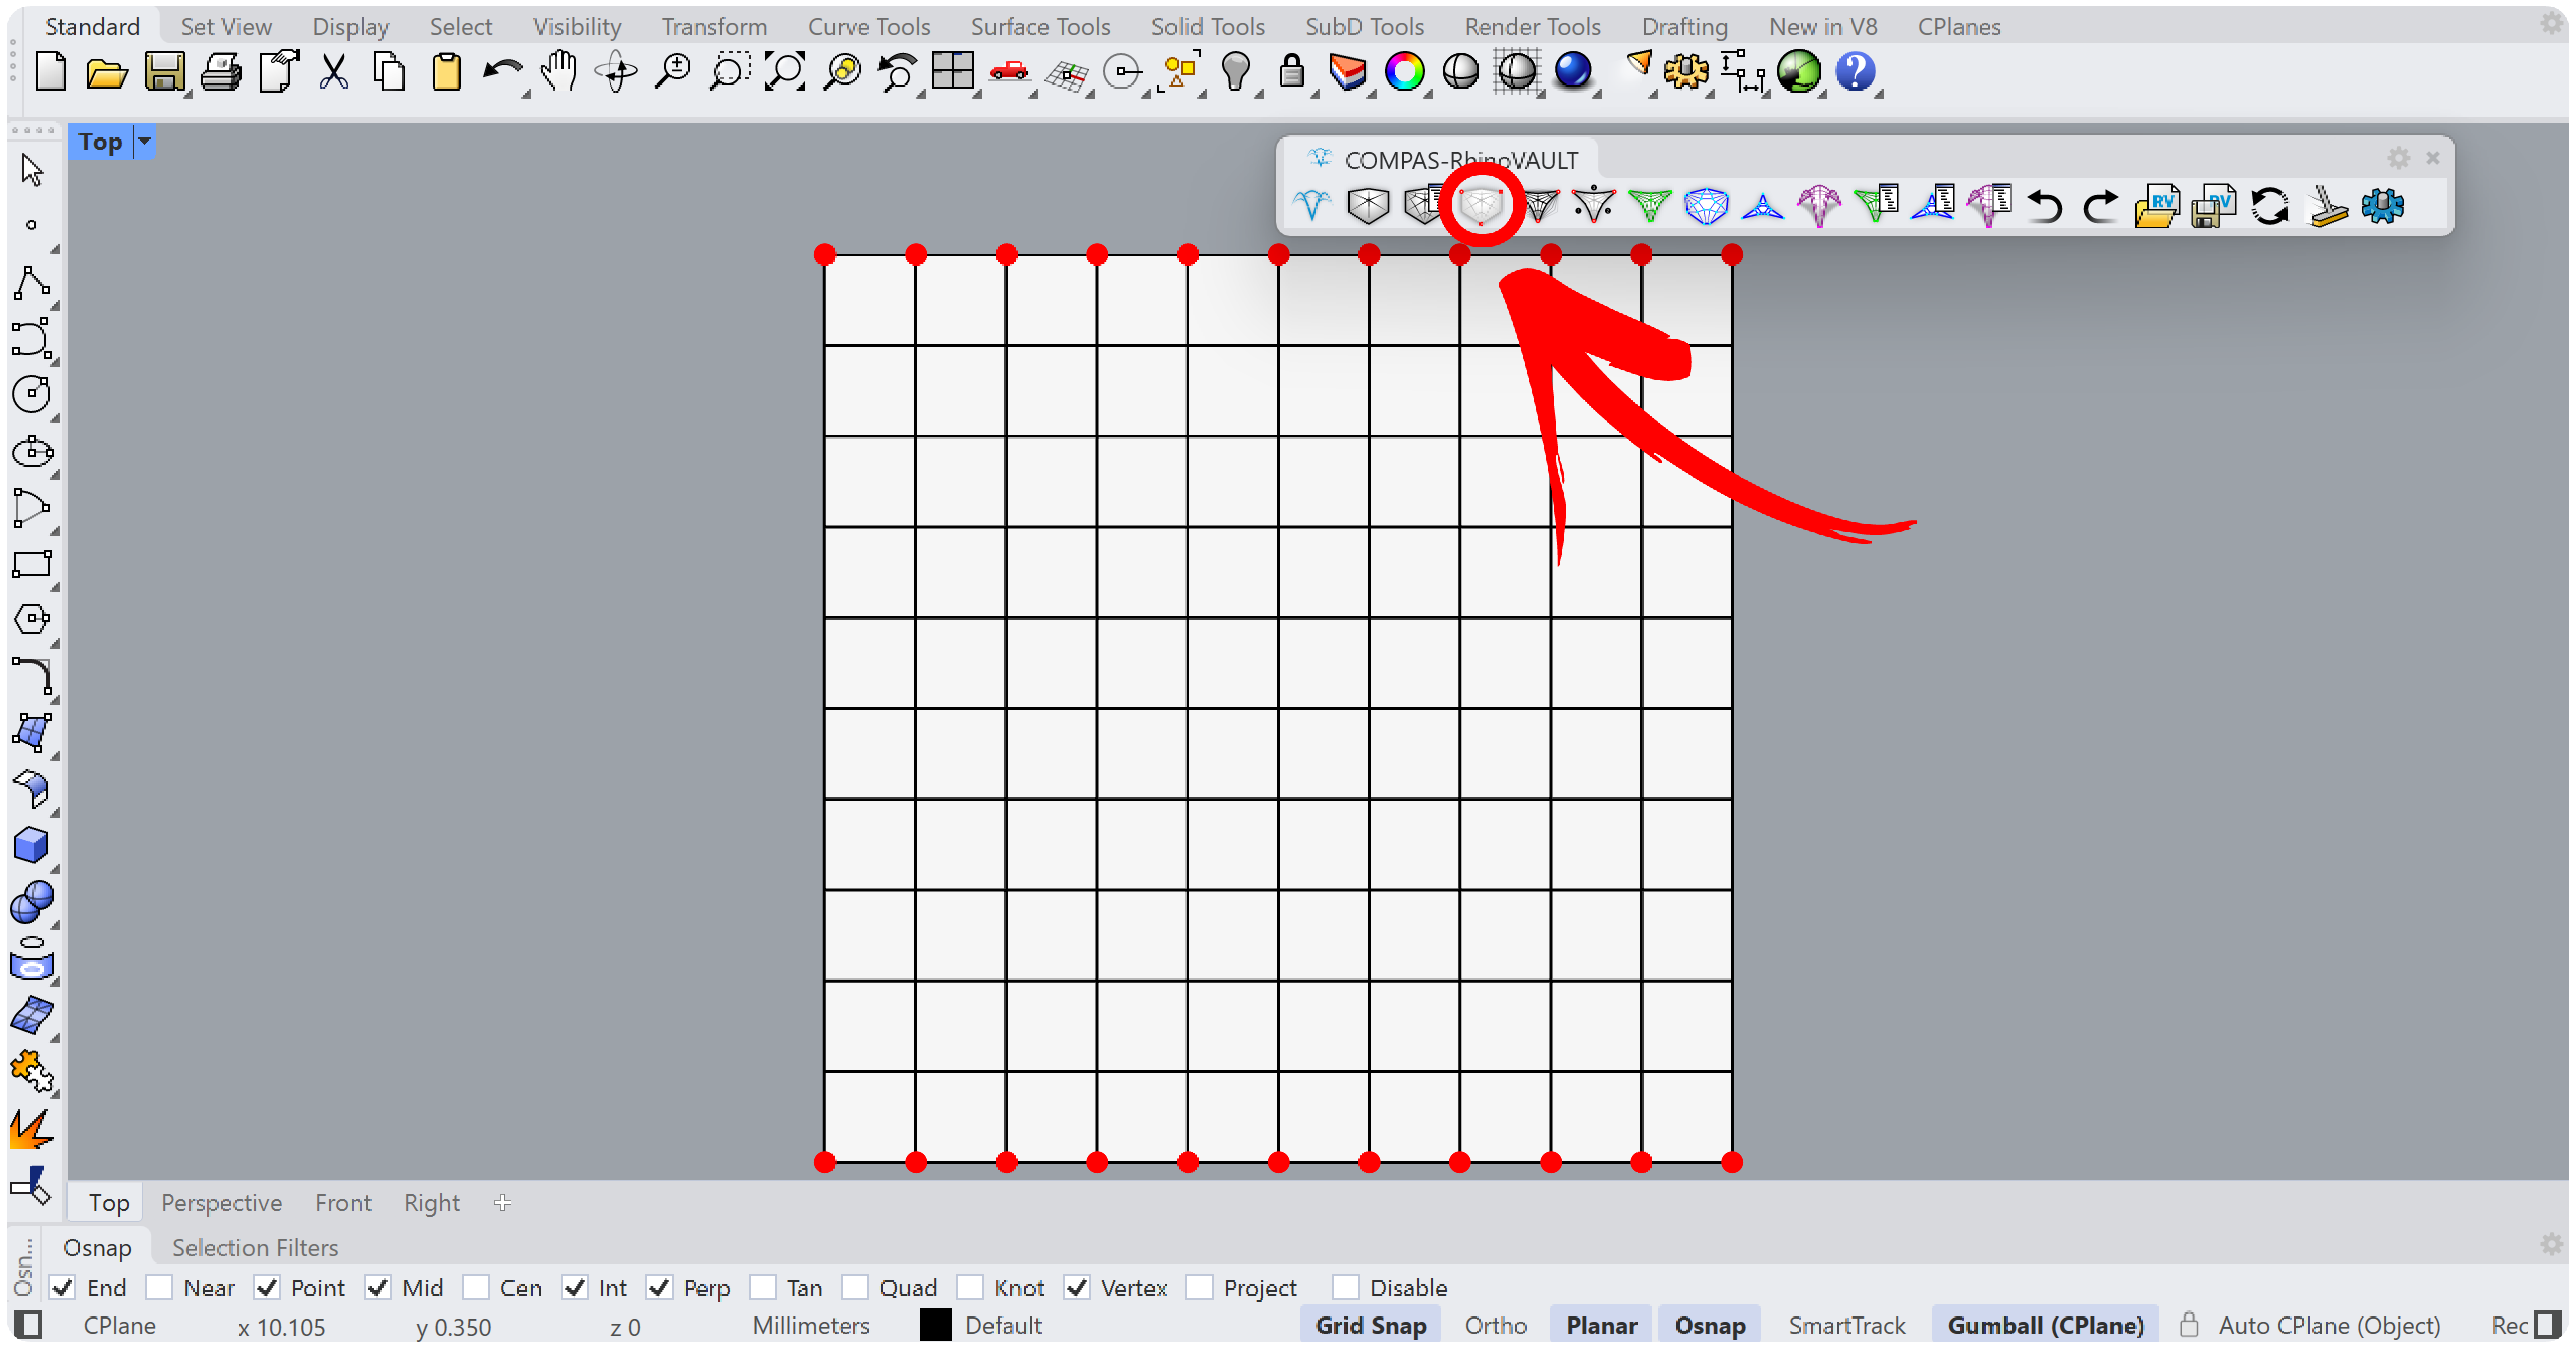 Standard Set View Display Select Visibility Transform Curve Tools Surface Tools Solid Tools SubD Tools Render Tools Drafting New in V8 CPlanes
?
Top
COMPAS-RhinoVAULT
RV RV
Top Perspective Front Right
Osn... Osnap Selection Filters
End Near Point Mid Cen Int Perp Tan Quad Knot Vertex Project Disable
CPlane x 10.105 y 0.350 z 0 Millimeters Default Grid Snap Ortho Planar Osnap SmartTrack Gumball (CPlane) Auto CPlane (Object) Rec